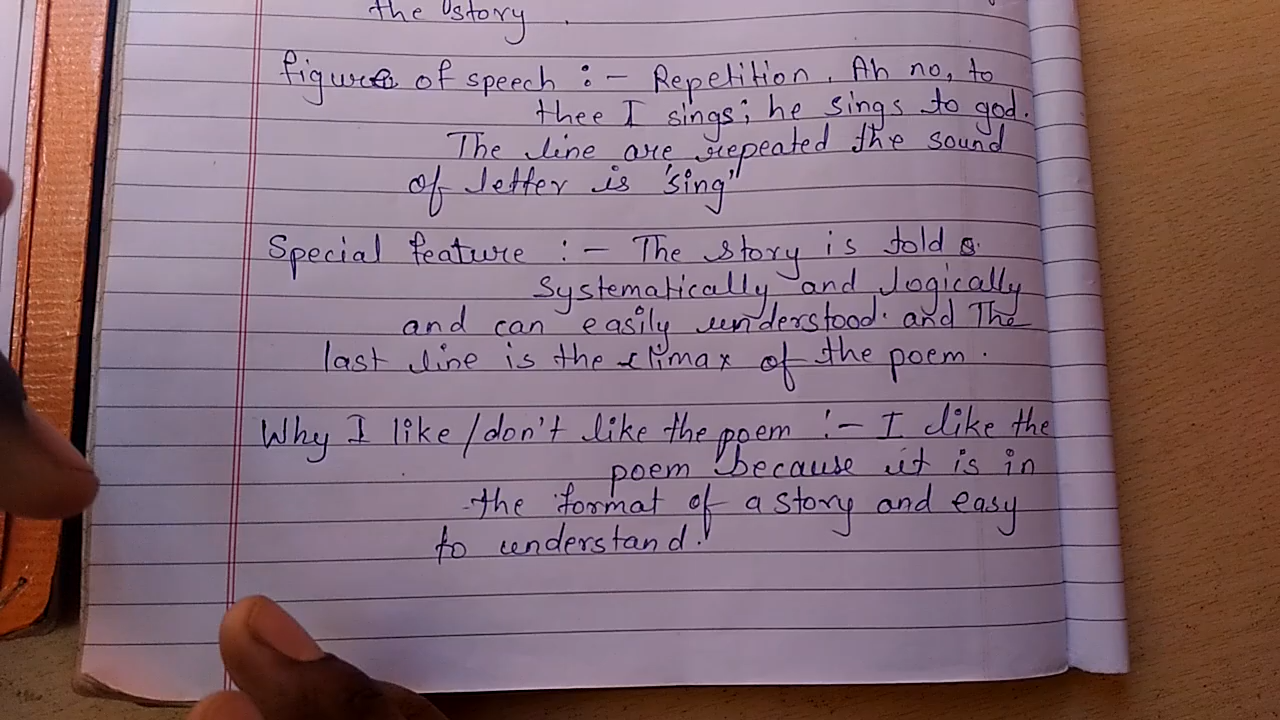 the story.
figure of speech :- Repetition. Ah no, to
thee I sings; he sings to god.
The line are repeated the sound
of letter is 'sing"
Special feature :- The story is told
systematically and logically
and can easily understood. and The
last line is the climax of the poem.
Why I like/don't like the poem :- I like the
poem because it is in
the format of a story and easy
to understand.